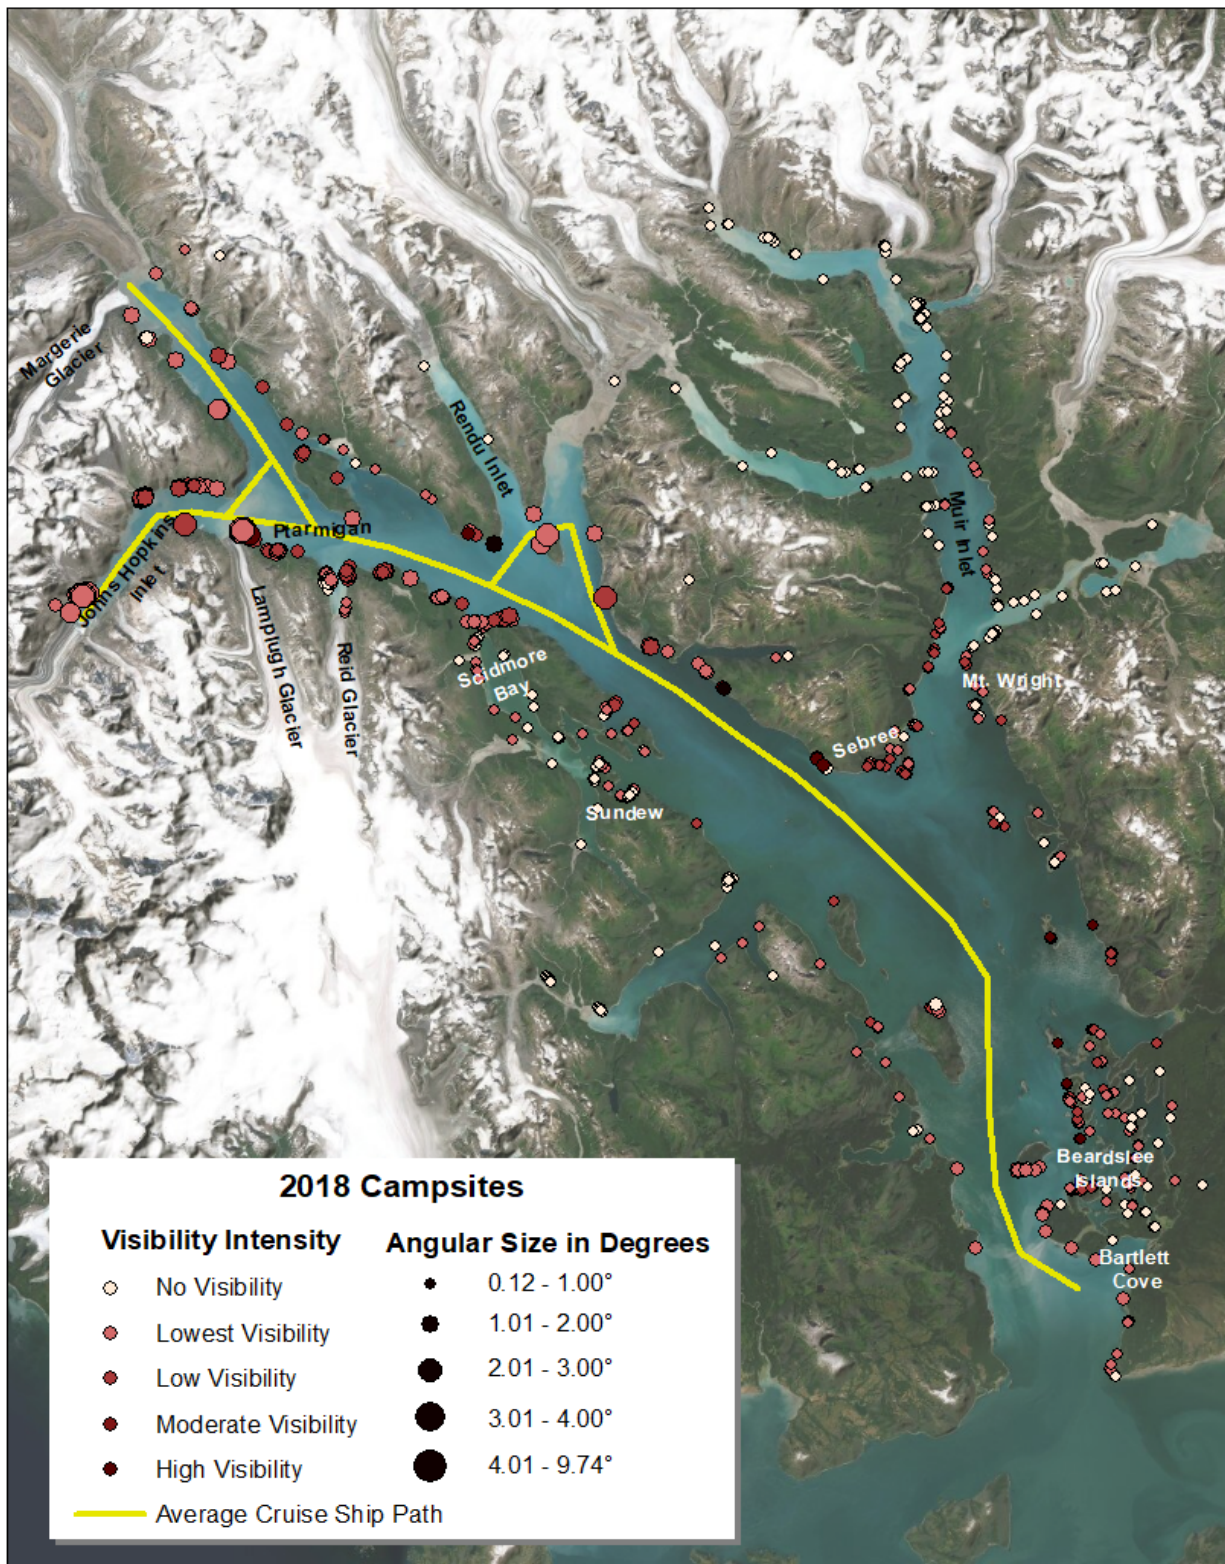 Margerie
Glacier
Rendu Inlet
Ptarmigan
Johns Hopkins
Inlet
Lamplugh Glacier
Reid Glacier
Scidmore
Bay
Muir Inlet
Mt. Wright
Sebree
Sundew
Beardslee
Islands
Bartlett
Cove
2018 Campsites
Visibility Intensity
No Visibility
Lowest Visibility
Low Visibility
Moderate Visibility
High Visibility
Average Cruise Ship Path
Angular Size in Degrees
0.12 - 1.00°
1.01 - 2.00°
2.01 - 3.00°
3.01 - 4.00°
4.01 - 9.74°